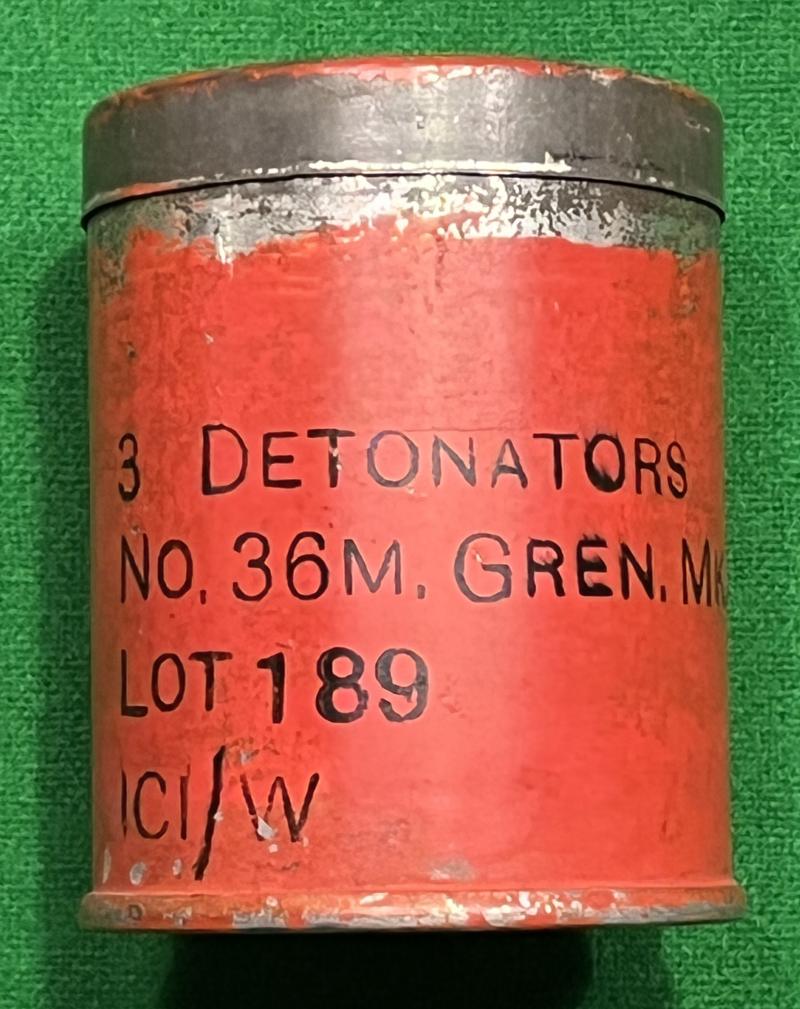 3 DETONATORS
NO. 36M. GREN. MK
LOT 189
ICI/W